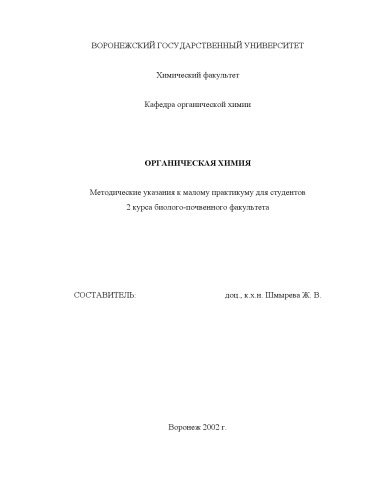 ВОРОНЕЖСКИЙ ГОСУДАРСТВЕННЫЙ УНИВЕРСИТЕТ
Химический факультет
Кафедра органической химии
ОРГАНИЧЕСКАЯ ХИМИЯ
Методические указания к малому практикуму для студентов
2 курса биолого-почвенного факультета
СОСТАВИТЕЛЬ: доц., к.х.н. Шмырева Ж. В.
Воронеж 2002 г.